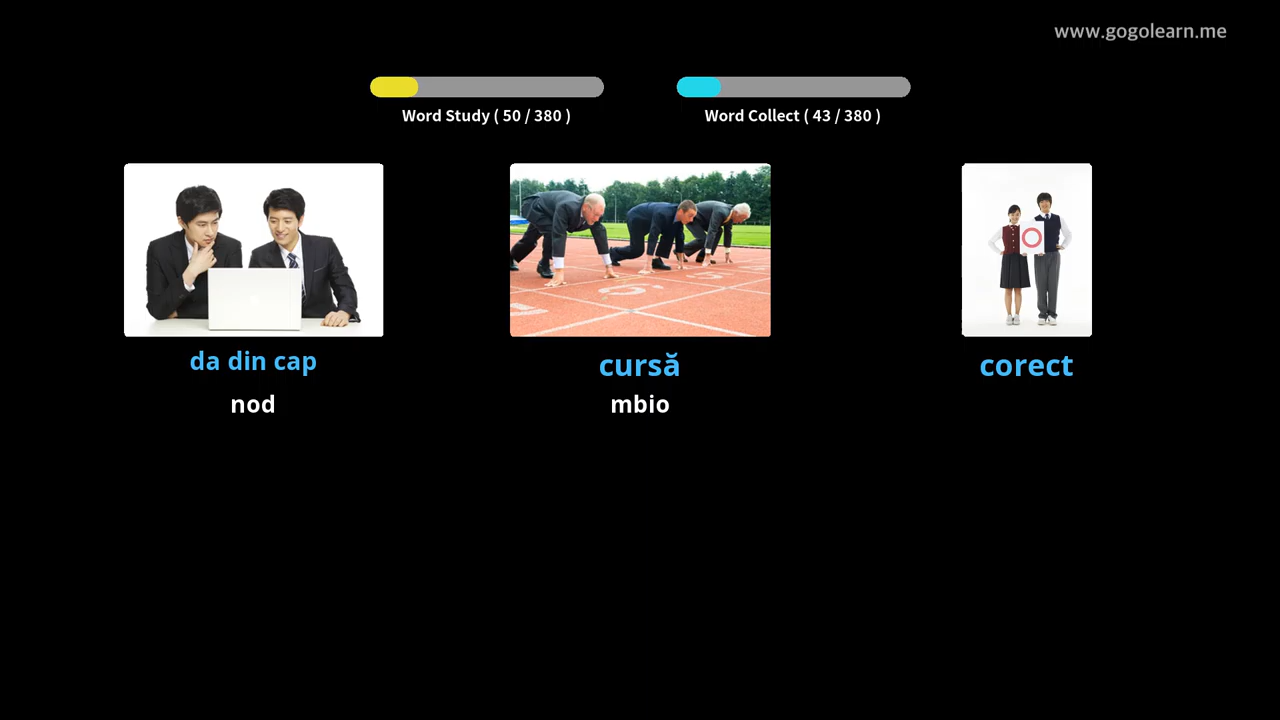 www.gogolearn.me
Word Study ( 50 / 380 )
Word Collect ( 43 / 380 )
da din cap
nod
cursă
mbio
corect